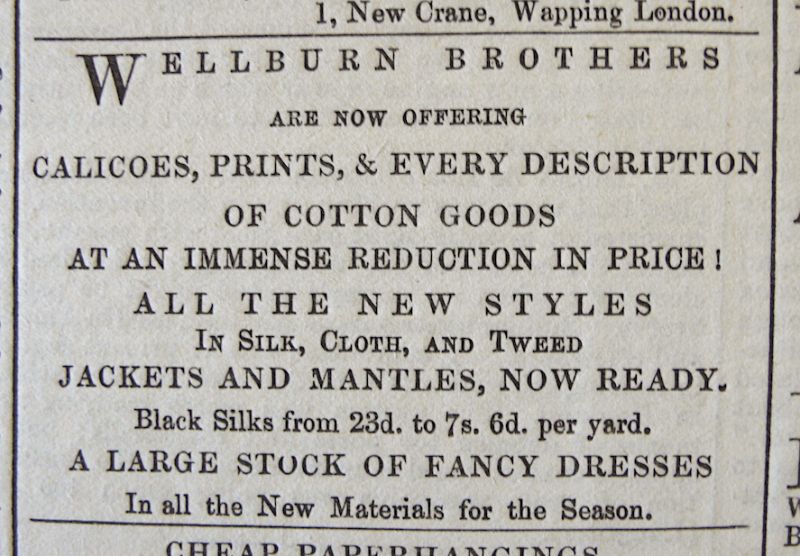 1, New Crane, Wapping London.
WELLBURN BROTHERS
ARE NOW OFFERING
CALICOES, PRINTS, & EVERY DESCRIPTION
OF COTTON GOODS
AT AN IMMENSE REDUCTION IN PRICE!
ALL THE NEW STYLES
IN SILK, CLOTH, AND TWEED
JACKETS AND MANTLES, NOW READY.
Black Silks from 23d. to 7s. 6d. per yard.
A LARGE STOCK OF FANCY DRESSES
In all the New Materials for the Season.
CHEAP PAPERHANGINGS